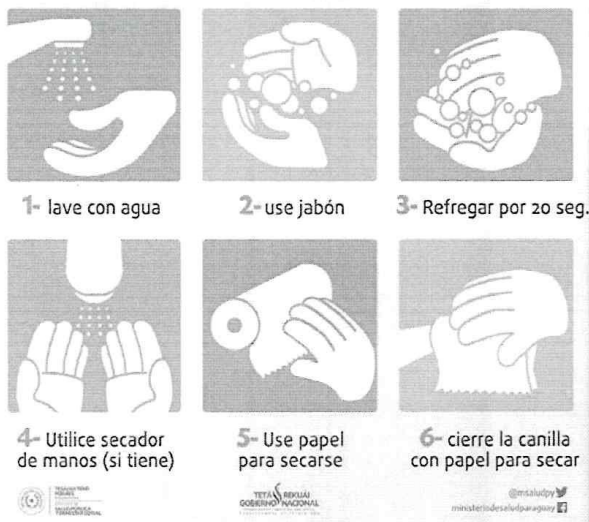 1- lave con agua
2- use jabón
3- Refregar por 20 seg.
4- Utilice secador
de manos (si tiene)
5- Use papel
para secarse
6- cierre la canilla
con papel para secar
TETÃ REKUÁI
GOBIERNO NACIONAL
@msaludpy
ministeriodesaludparaguay